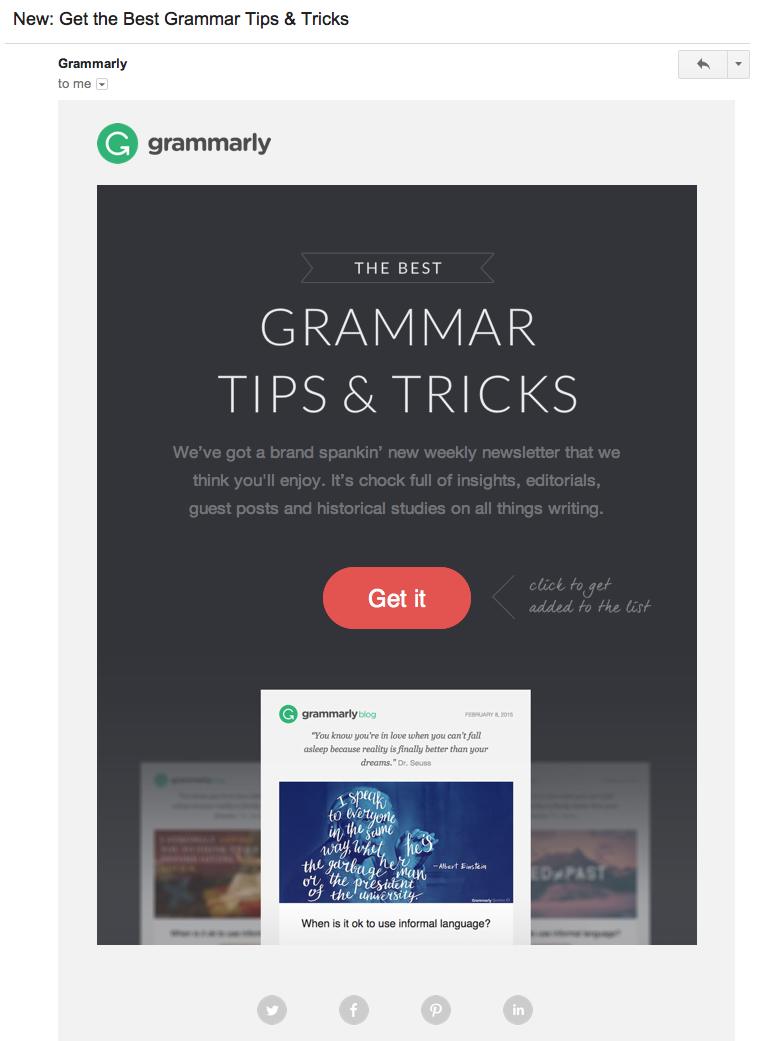 New: Get the Best Grammar Tips & Tricks
Grammarly
to me
grammarly
THE BEST
GRAMMAR
TIPS & TRICKS
We’ve got a brand spankin’ new weekly newsletter that we
think you'll enjoy. It’s chock full of insights, editorials,
guest posts and historical studies on all things writing.
Get it
click to get
added to the list
grammarly blog
FEBRUARY 8, 2015
“You know you’re in love when you can’t fall
asleep because reality is finally better than your
dreams.” Dr. Seuss
I speak
to everyone
in the same
way, whether he's
the garbage man
or the president
of the university.
– Albert Einstein
Grammarly
When is it ok to use informal language?